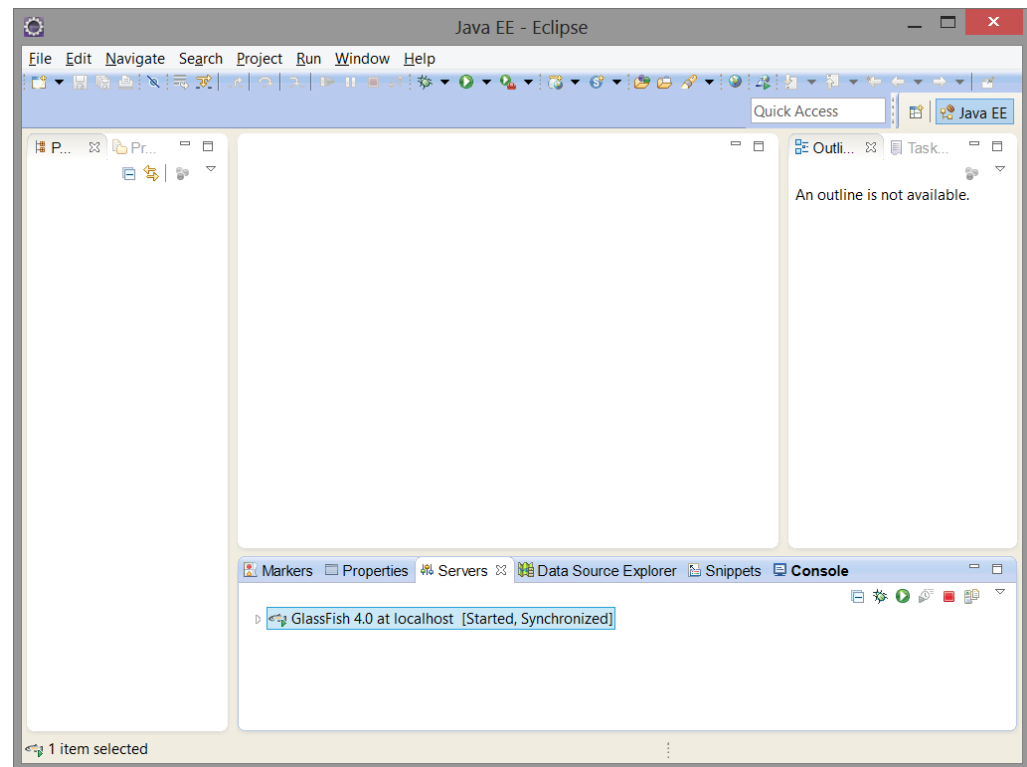 Java EE - Eclipse
File Edit Navigate Search Project Run Window Help
Quick Access
Java EE
P...
Pr...
Outli...
Task...
An outline is not available.
Markers Properties Servers Data Source Explorer Snippets Console
GlassFish 4.0 at localhost [Started, Synchronized]
1 item selected